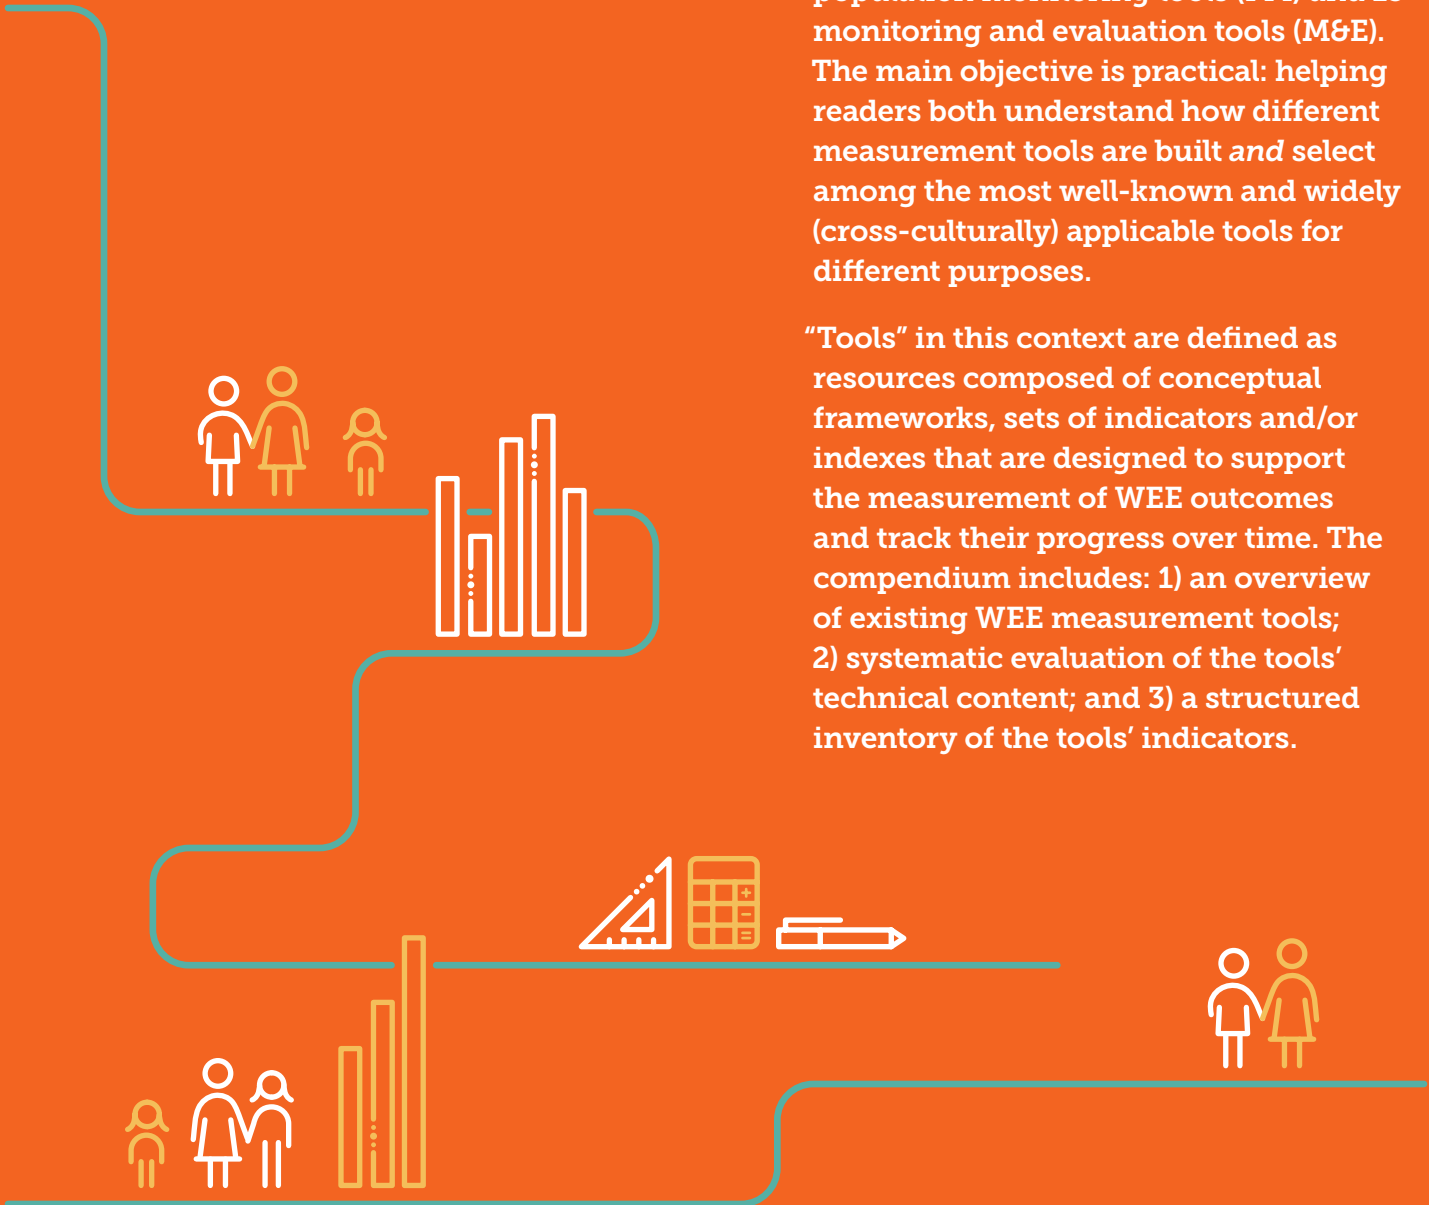 monitoring and evaluation tools (M&E).
The main objective is practical: helping
readers both understand how different
measurement tools are built and select
among the most well-known and widely
(cross-culturally) applicable tools for
different purposes.
“Tools” in this context are defined as
resources composed of conceptual
frameworks, sets of indicators and/or
indexes that are designed to support
the measurement of WEE outcomes
and track their progress over time. The
compendium includes: 1) an overview
of existing WEE measurement tools;
2) systematic evaluation of the tools’
technical content; and 3) a structured
inventory of the tools’ indicators.